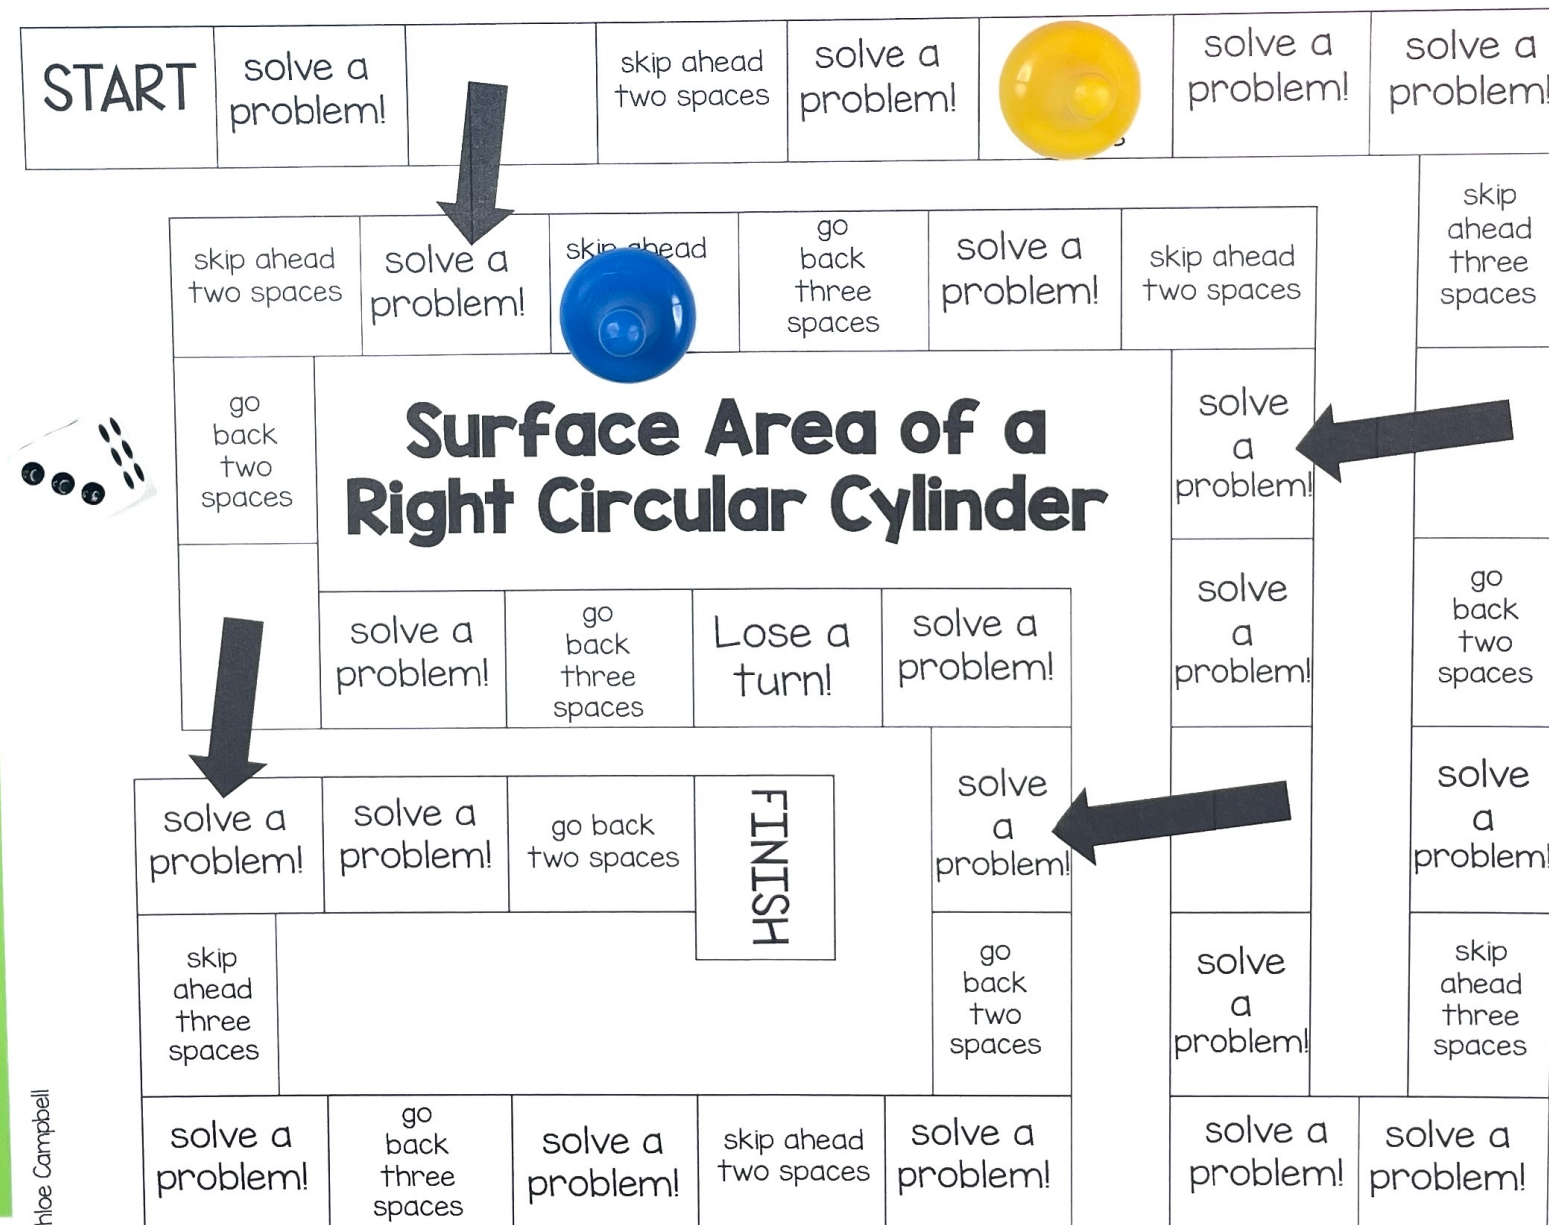 START
solve a
problem!
skip ahead
two spaces
solve a
problem!
solve a
problem!
solve a
problem!
skip
ahead
three
spaces
skip ahead
two spaces
solve a
problem!
skip ahead
go
back
three
spaces
solve a
problem!
skip ahead
two spaces
go
back
two
spaces
Surface Area of a
Right Circular Cylinder
solve
a
problem!
solve
a
problem!
go
back
two
spaces
solve a
problem!
go
back
three
spaces
Lose a
turn!
solve a
problem!
solve
a
problem!
solve a
problem!
solve a
problem!
go back
two spaces
FINISH
solve
a
problem!
skip
ahead
three
spaces
go
back
two
spaces
solve
a
problem!
skip
ahead
three
spaces
solve a
problem!
go
back
three
spaces
solve a
problem!
skip ahead
two spaces
solve a
problem!
solve a
problem!
solve a
problem!
hloe Campbell